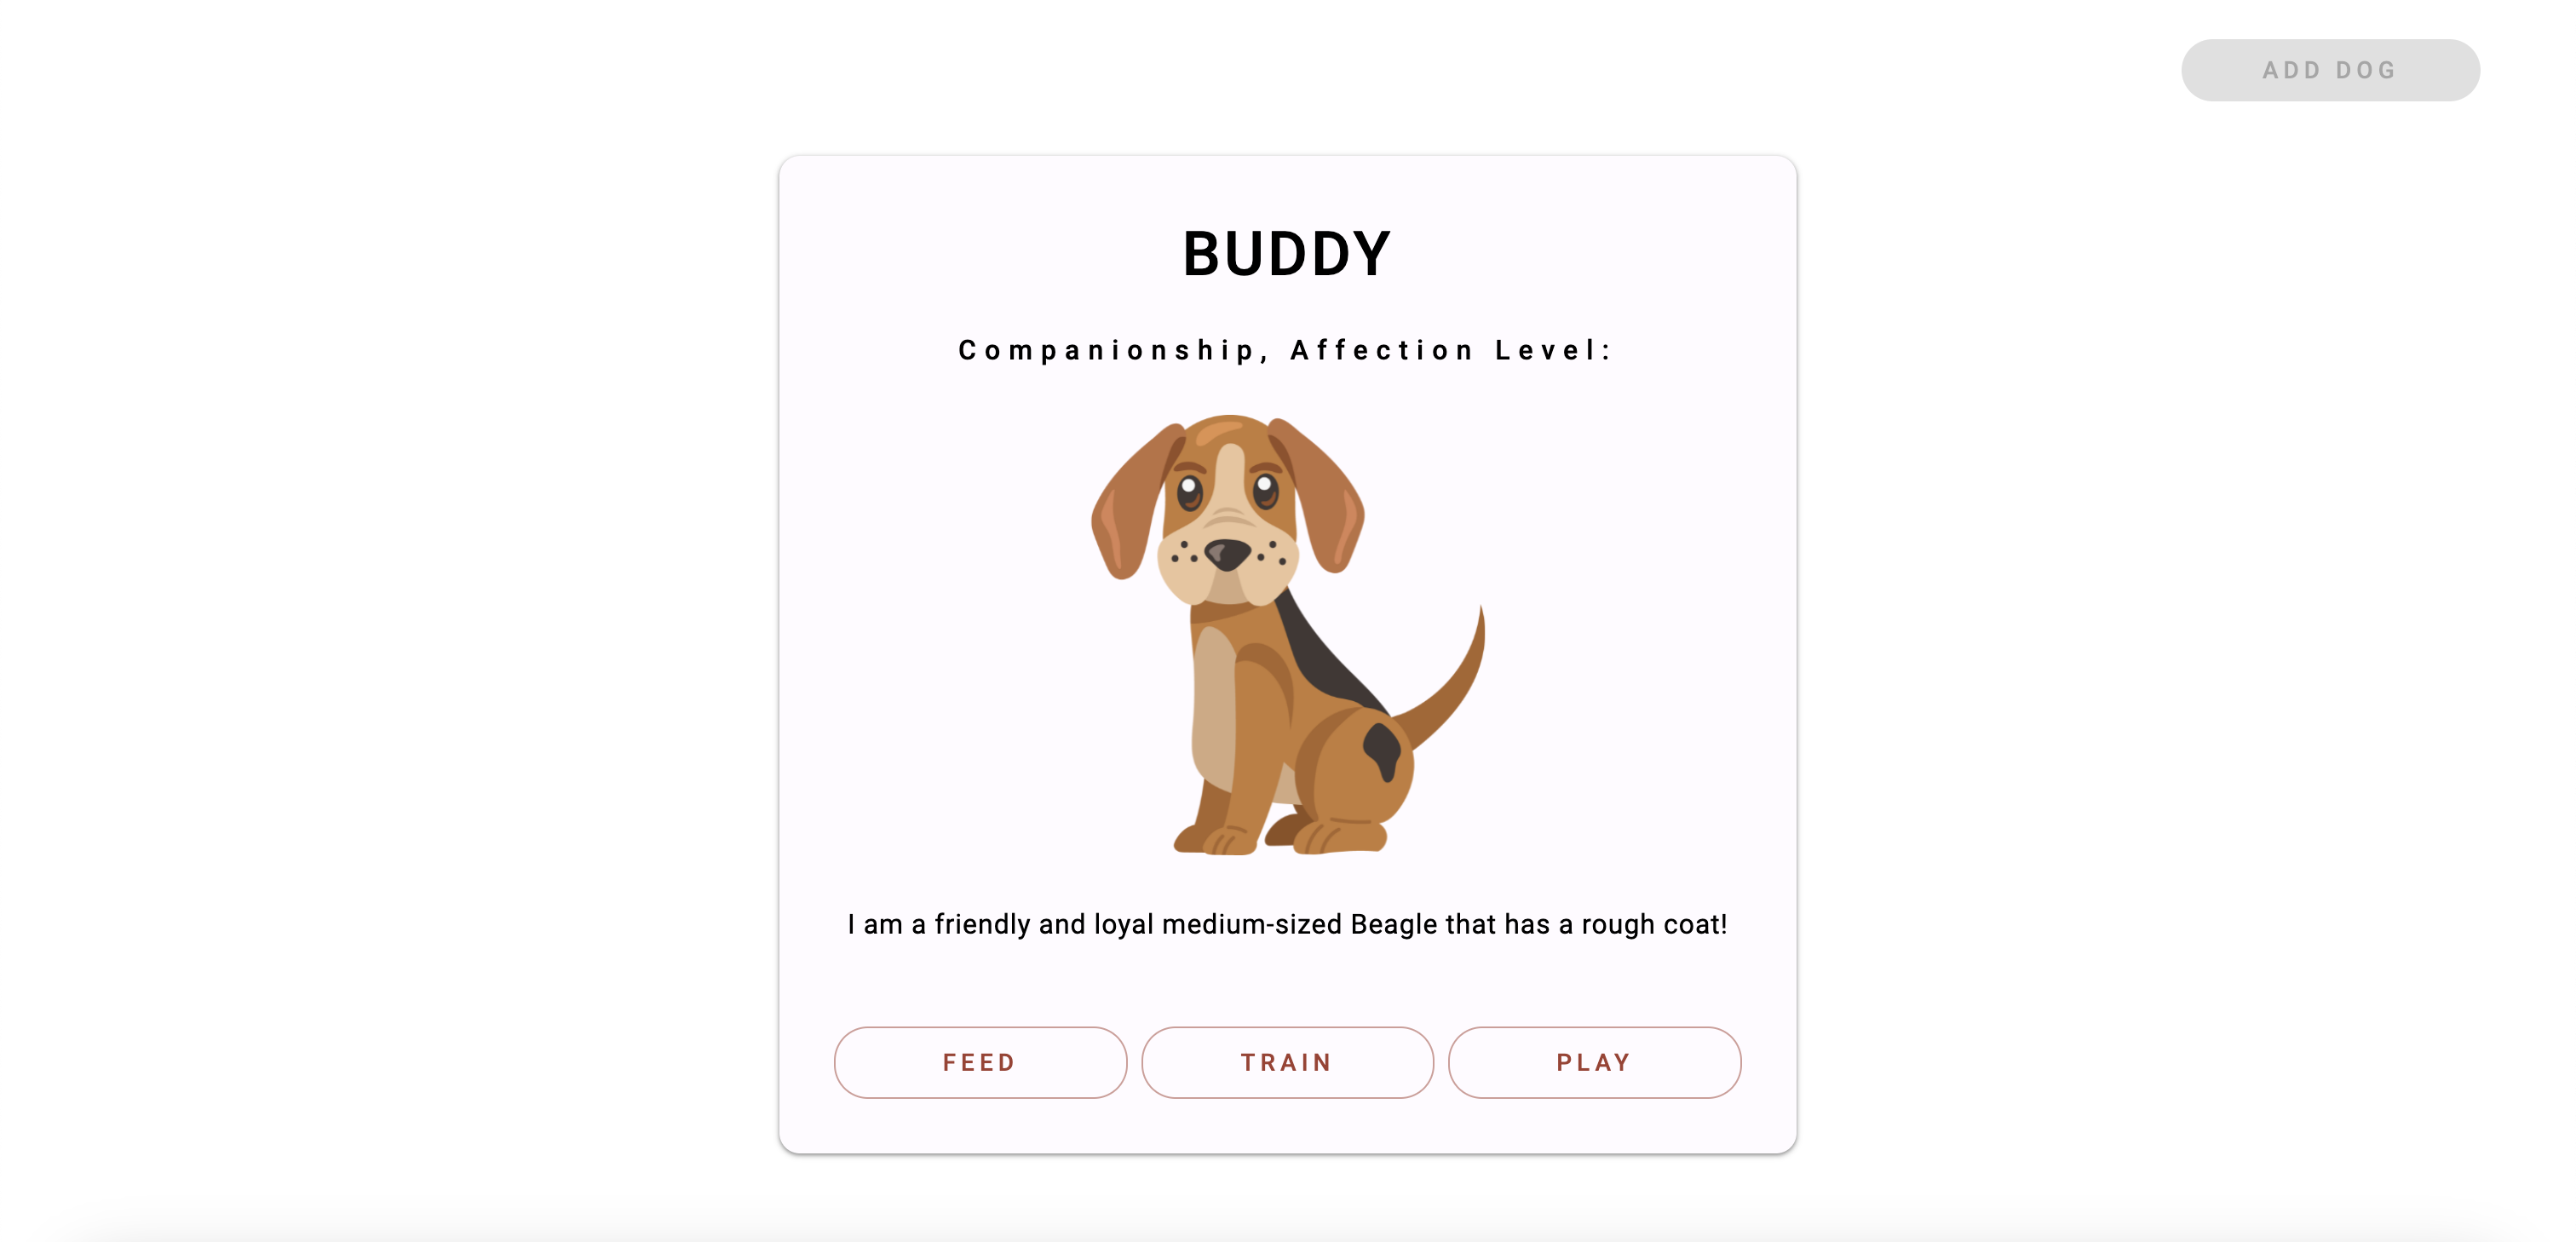 ADD DOG
BUDDY
Companionship, Affection Level:
I am a friendly and loyal medium-sized Beagle that has a rough coat!
FEED
TRAIN
PLAY